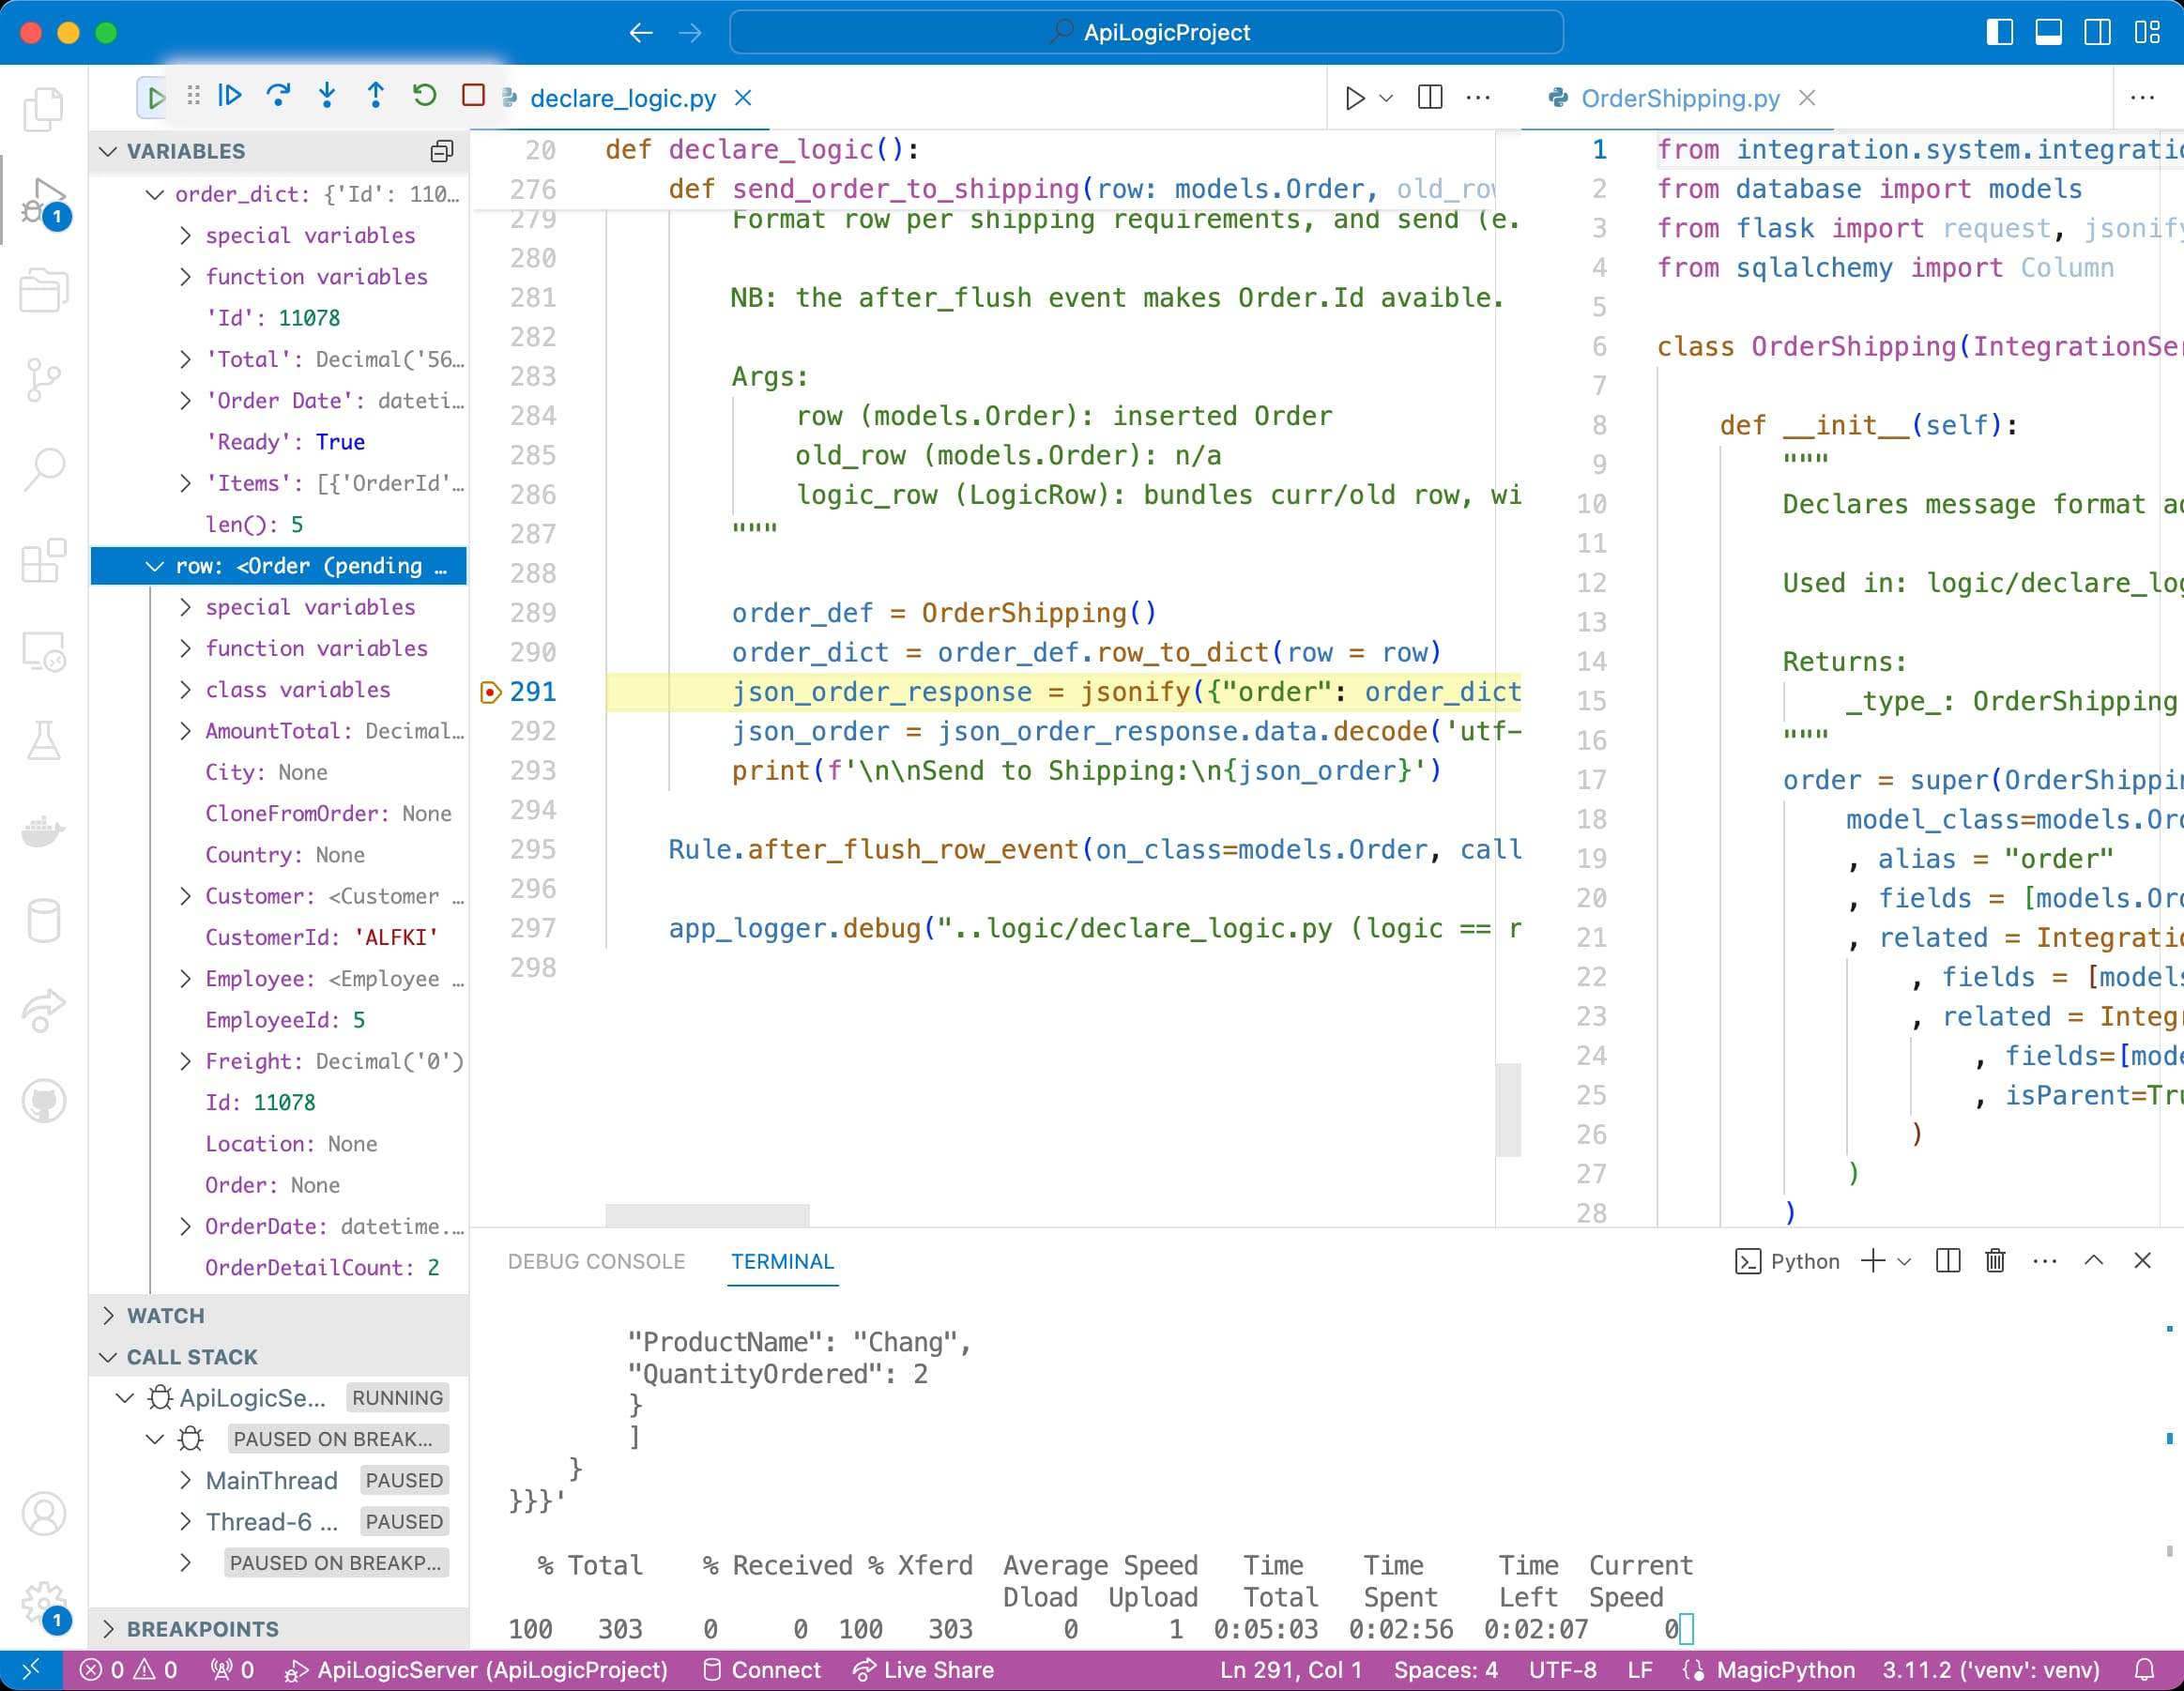 ApiLogicProject
declare_logic.py
OrderShipping.py
VARIABLES
order_dict: {'Id': 110…
special variables
function variables
'Id': 11078
'Total': Decimal('56…
'Order Date': dateti…
'Ready': True
'Items': [{'OrderId'…
len(): 5
row: <Order (pending …
special variables
function variables
class variables
AmountTotal: Decimal…
City: None
CloneFromOrder: None
Country: None
Customer: <Customer …
CustomerId: 'ALFKI'
Employee: <Employee …
EmployeeId: 5
Freight: Decimal('0')
Id: 11078
Location: None
Order: None
OrderDate: datetime.…
OrderDetailCount: 2
WATCH
CALL STACK
ApiLogicSe… RUNNING
PAUSED ON BREAK…
MainThread PAUSED
Thread-6 … PAUSED
PAUSED ON BREAKP…
BREAKPOINTS
1
1
20 def declare_logic():
276 def send_order_to_shipping(row: models.Order, old_row
279 Format row per shipping requirements, and send (e.
280
281 NB: the after_flush event makes Order.Id avaible.
282
283 Args:
284 row (models.Order): inserted Order
285 old_row (models.Order): n/a
286 logic_row (LogicRow): bundles curr/old row, wi
287 """
288
289 order_def = OrderShipping()
290 order_dict = order_def.row_to_dict(row = row)
291 json_order_response = jsonify({"order": order_dict
292 json_order = json_order_response.data.decode('utf-
293 print(f'\n\nSend to Shipping:\n{json_order}')
294
295 Rule.after_flush_row_event(on_class=models.Order, call
296
297 app_logger.debug("..logic/declare_logic.py (logic == r
298
1 from integration.system.integratio
2 from database import models
3 from flask import request, jsonify
4 from sqlalchemy import Column
5
6 class OrderShipping(IntegrationSer
7
8 def __init__(self):
9 """
10 Declares message format ac
11
12 Used in: logic/declare_log
13
14 Returns:
15 _type_: OrderShipping
16 """
17 order = super(OrderShippin
18 model_class=models.Ord
19 , alias = "order"
20 , fields = [models.Ord
21 , related = Integratio
22 , fields = [models
23 , related = Integr
24 , fields=[mode
25 , isParent=Tru
26 )
27 )
28 )
DEBUG CONSOLE TERMINAL
Python
"ProductName": "Chang",
"QuantityOrdered": 2
}
]
}
}}}'
% Total % Received % Xferd Average Speed Time Time Time Current
Dload Upload Total Spent Left Speed
100 303 0 0 100 303 0 1 0:05:03 0:02:56 0:02:07 0
0 0 0 ApiLogicServer (ApiLogicProject) Connect Live Share Ln 291, Col 1 Spaces: 4 UTF-8 LF MagicPython 3.11.2 ('venv': venv)